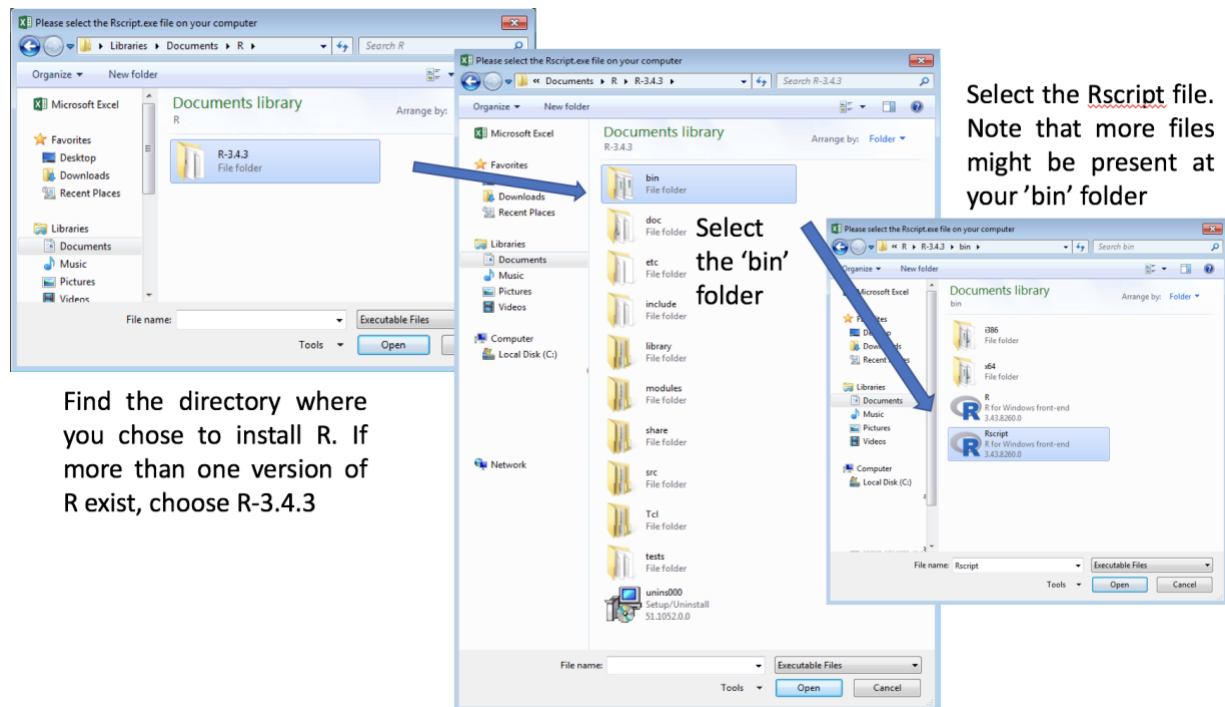 Please select the Rscript.exe file on your computer
Libraries Documents R
Search R
Organize New folder
Microsoft Excel
Favorites
Desktop
Downloads
Recent Places
Libraries
Documents
Music
Pictures
Videos
Documents library
R
Arrange by:
R-3.4.3
File folder
File name:
Executable Files
Tools
Open
Find the directory where
you chose to install R. If
more than one version of
R exist, choose R-3.4.3
Please select the Rscript.exe file on your computer
« Documents R R-3.4.3
Search R-3.4.3
Organize New folder
Microsoft Excel
Favorites
Downloads
Recent Places
Libraries
Documents
Music
Pictures
Videos
Computer
Local Disk (C:)
Network
Documents library
R-3.4.3
Arrange by: Folder
bin
File folder
doc
File folder
etc
File folder
include
File folder
library
File folder
modules
File folder
share
File folder
src
File folder
Tcl
File folder
tests
File folder
unins000
Setup/Uninstall
51.1052.0.0
File name:
Executable Files
Tools
Open
Cancel
Select
the ‘bin’
folder
Select the Rscript file.
Note that more files
might be present at
your ’bin’ folder
Please select the Rscript.exe file on your computer
« R R-3.4.3 bin
Search bin
Organize New folder
Microsoft Excel
Recent
Libraries
Documents
Music
Pictures
Videos
Computer
Local Disk (C:)
Documents library
bin
Arrange by: Folder
i386
File folder
x64
File folder
R
R for Windows front-end
3.43.8260.0
Rscript
R for Windows front-end
3.43.8260.0
File name: Rscript
Executable Files
Tools
Open
Cancel